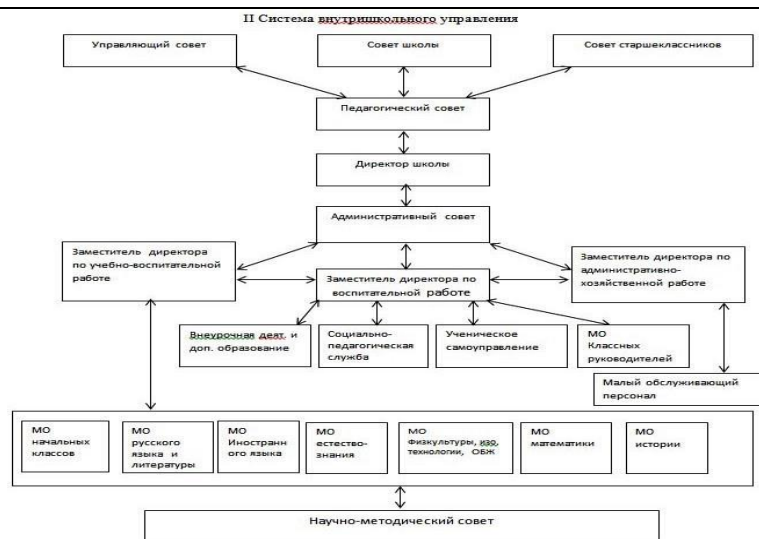 II Система внутришкольного управления
Управляющий совет
Совет школы
Совет старшеклассников
Педагогический совет
Директор школы
Административный совет
Заместитель директора
по учебно-воспитательной
работе
Заместитель директора по
воспитательной работе
Заместитель директора по
административно-
хозяйственной работе
Внеурочная деят. и
доп. образование
Социально-
педагогическая
служба
Ученическое
самоуправление
МО
Классных
руководителей
Малый обслуживающий
персонал
МО
начальных
классов
МО
русского
языка и
литературы
МО
Иностранн
ого языка
МО
естество-
знания
МО
Физкультуры, изо,
технологии, ОБЖ
МО
математики
МО
истории
Научно-методический совет